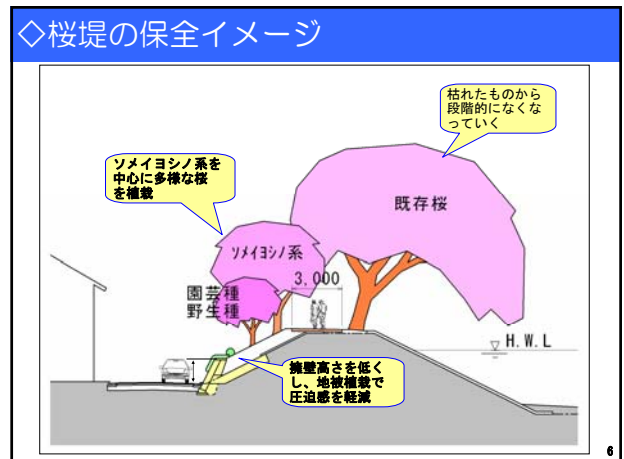 ◇桜堤の保全イメージ
枯れたものから
段階的になくな
っていく
ソメイヨシノ系を
中心に多様な桜
を植栽
既存桜
ソメイヨシノ系
3,000
園芸種
野生種
H.W.L
擁壁高さを低く
し、地被植栽で
圧迫感を軽減
6